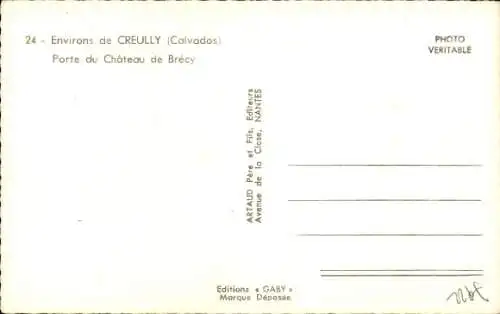 24 - Environs de CREULLY (Calvados)
Porte du Château de Brécy
PHOTO
VERITABLE
ARTAUD Père et Fils, Editeurs
Avenue de la Close, NANTES
Editions « GABY »
Marque Déposée